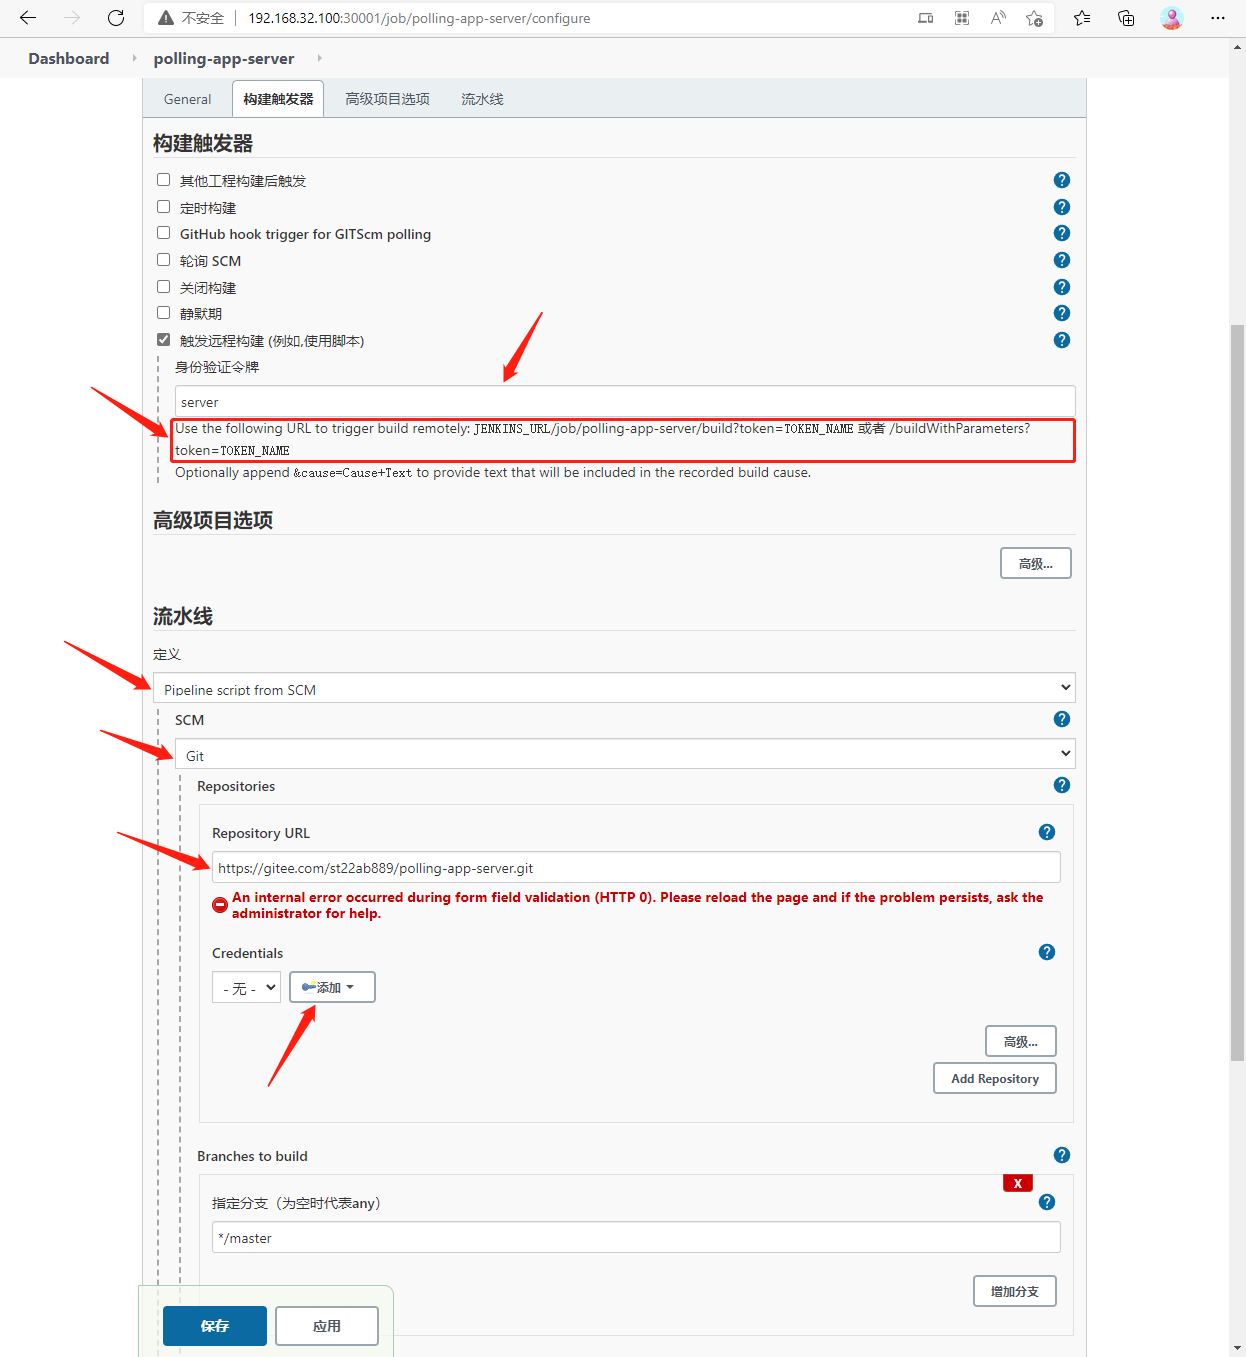 不安全 192.168.32.100:30001/job/polling-app-server/configure
Dashboard polling-app-server
General 构建触发器 高级项目选项 流水线
构建触发器
其他工程构建后触发
定时构建
GitHub hook trigger for GITScm polling
轮询 SCM
关闭构建
静默期
触发远程构建 (例如,使用脚本)
身份验证令牌
server
Use the following URL to trigger build remotely: JENKINS_URL/job/polling-app-server/build?token=TOKEN_NAME 或者 /buildWithParameters?
token=TOKEN_NAME
Optionally append &cause=Cause+Text to provide text that will be included in the recorded build cause.
高级项目选项
高级...
流水线
定义
Pipeline script from SCM
SCM
Git
Repositories
Repository URL
https://gitee.com/st22ab889/polling-app-server.git
An internal error occurred during form field validation (HTTP 0). Please reload the page and if the problem persists, ask the
administrator for help.
Credentials
- 无 - 添加
高级...
Add Repository
Branches to build
X
指定分支（为空时代表any）
*/master
增加分支
保存 应用